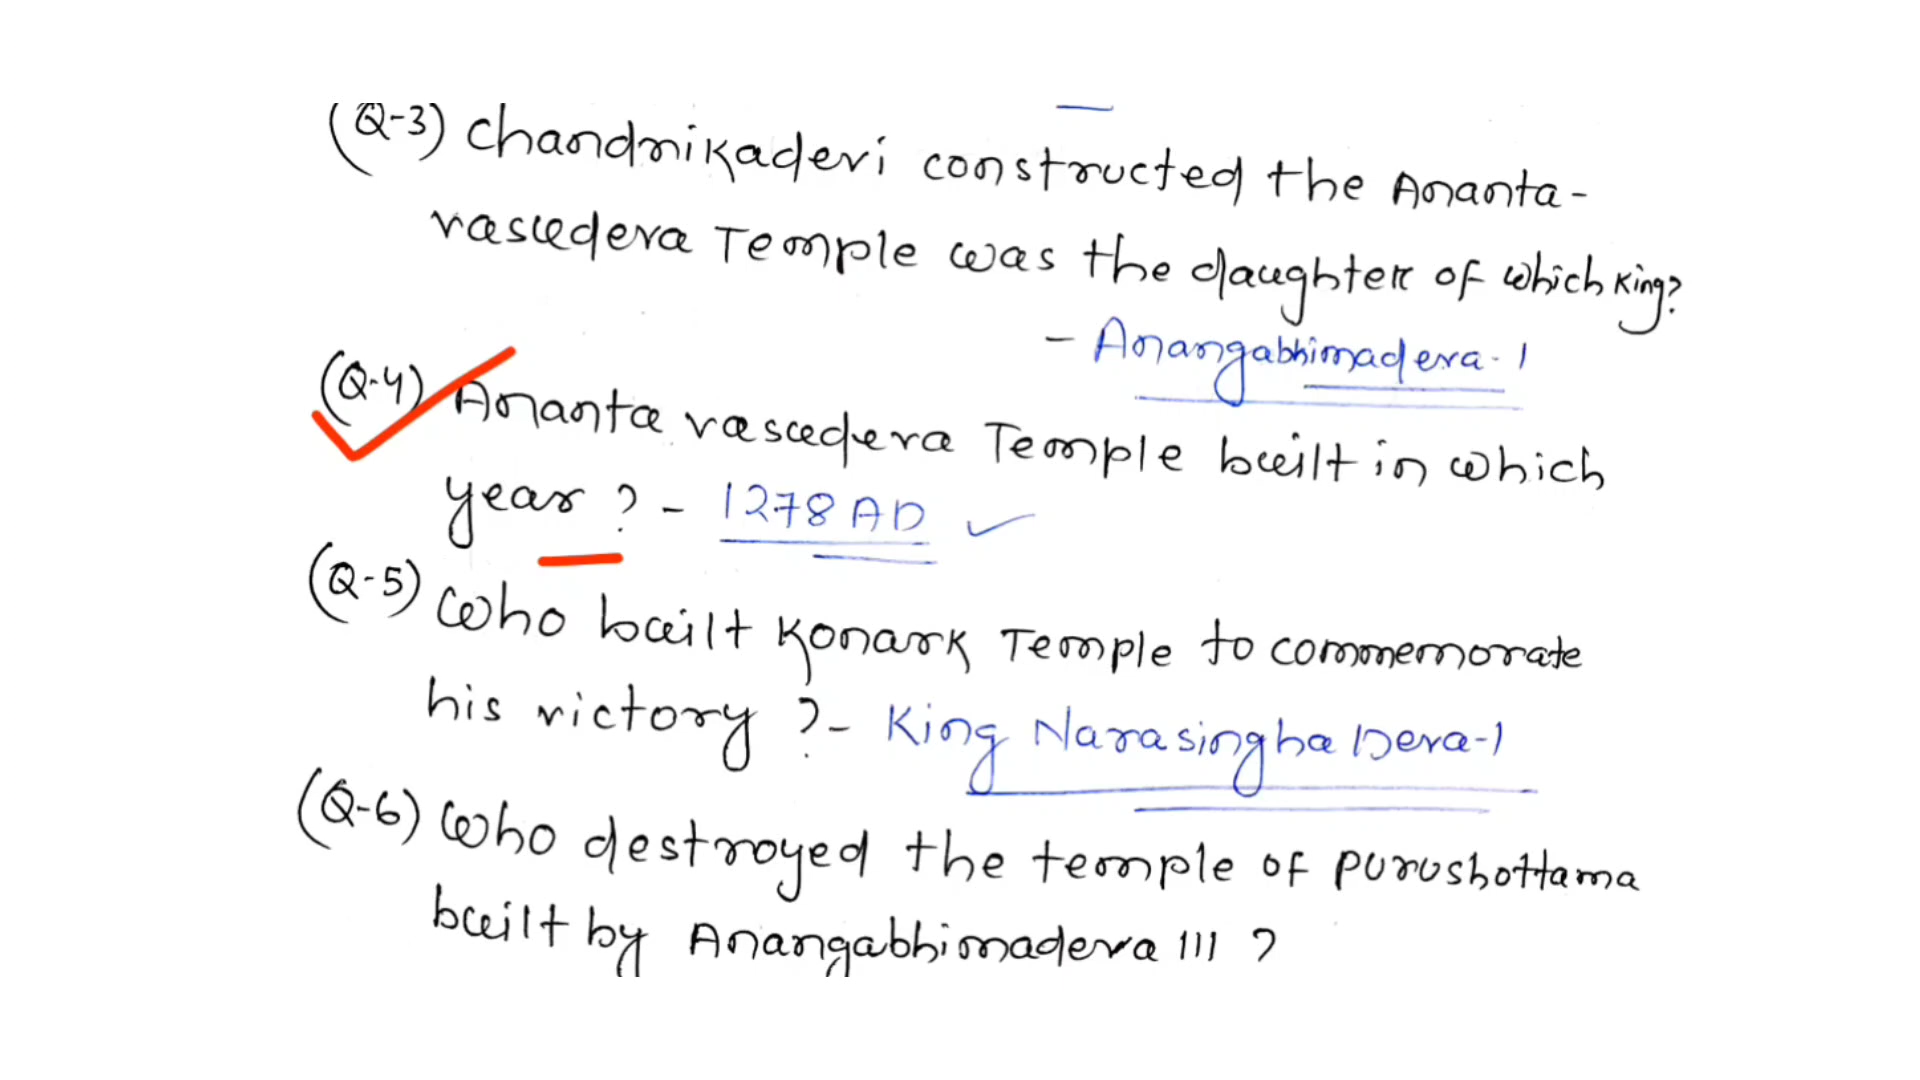 (Q-3) Chandrikadevi constructed the Ananta-
vasudeva Temple was the daughter of which king?
- Anangabhimadeva-I
(Q-4) Ananta vasudeva Temple built in which
year ? - 1278 AD ✓
(Q-5) Who built Konark Temple to commemorate
his victory ? - King Narasingha Deva-I
(Q-6) Who destroyed the temple of purushottama
built by Anangabhimadeva III ?